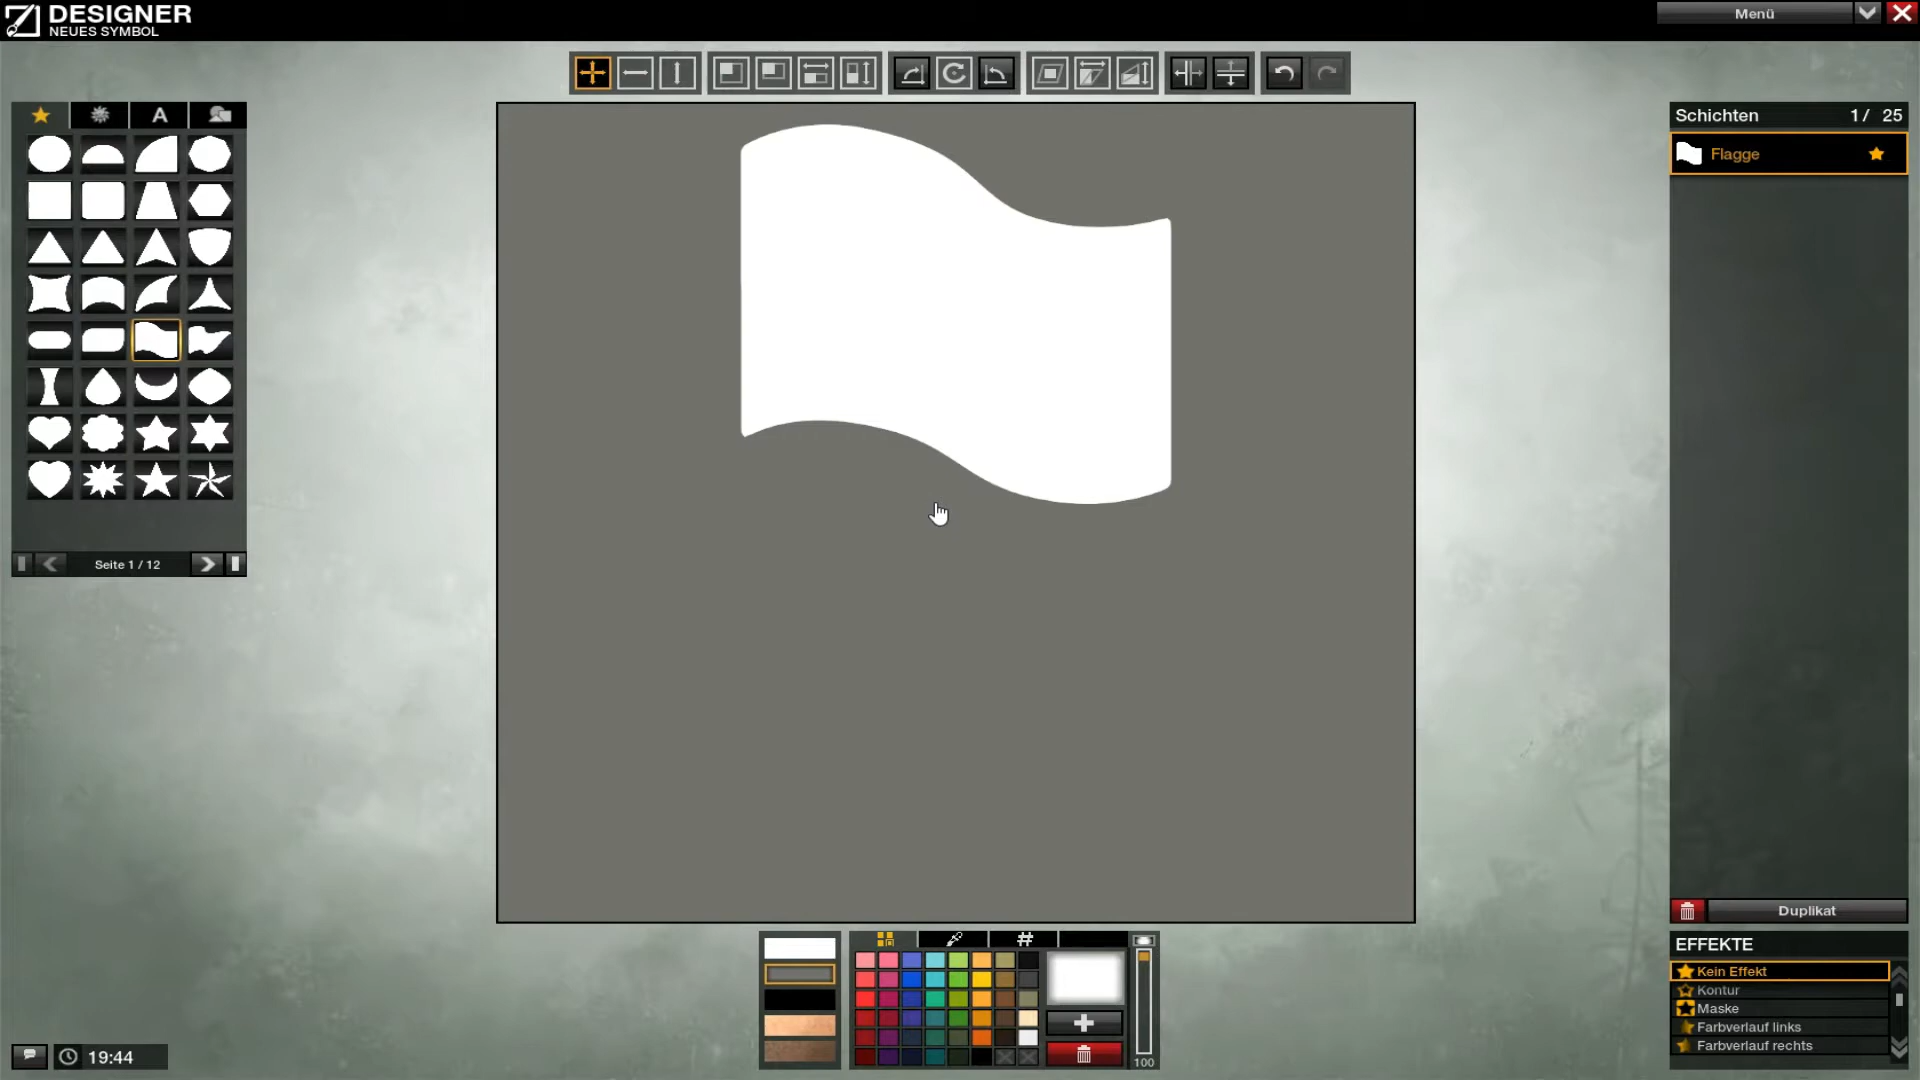 DESIGNER
NEUES SYMBOL
Menü
A
Schichten 1 / 25
Flagge
Seite 1 / 12
Duplikat
EFFEKTE
Kein Effekt
Kontur
Maske
Farbverlauf links
Farbverlauf rechts
#
100
19:44